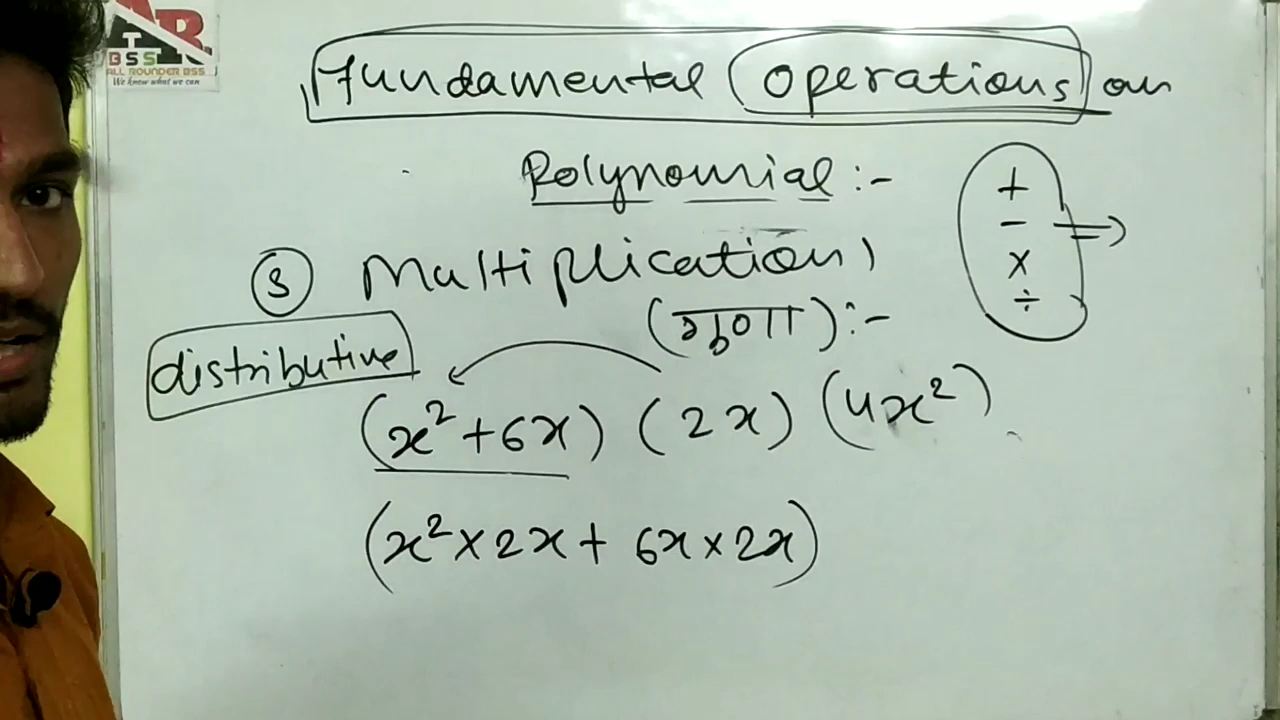 ATRR
BSS
ALL ROUNDER BSS
We know what we can
Fundamental Operations on
Polynomial :-
+
-
×
÷
⇒
③ Multiplication
(गुणा) :-
distributive
(x² + 6x) (2x) (4x²)
(x² × 2x + 6x × 2x)